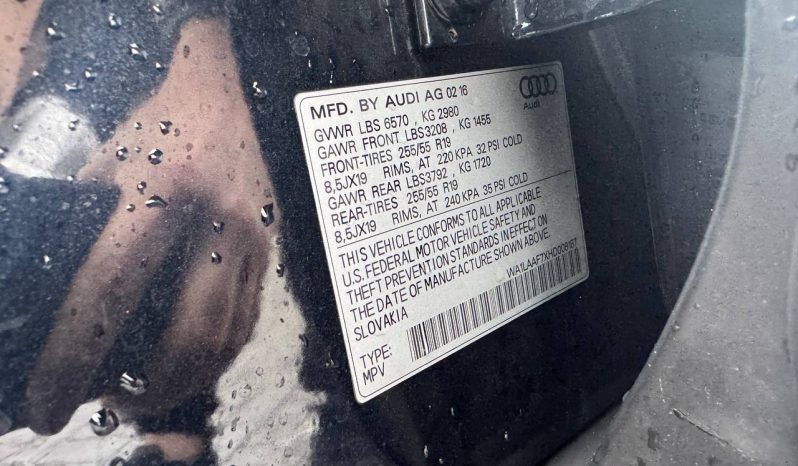 MFD. BY AUDI AG 02 16
Audi
GVWR LBS 6570 , KG 2980
GAWR FRONT LBS3208 , KG 1455
FRONT-TIRES 255/55 R19
8,5JX19 RIMS, AT 220 KPA 32 PSI COLD
GAWR REAR LBS3792 , KG 1720
REAR-TIRES 255/55 R19
8,5JX19 RIMS, AT 240 KPA 35 PSI COLD
THIS VEHICLE CONFORMS TO ALL APPLICABLE
U.S. FEDERAL MOTOR VEHICLE SAFETY AND
THEFT PREVENTION STANDARDS IN EFFECT ON
THE DATE OF MANUFACTURE SHOWN ABOVE.
SLOVAKIA
TYPE:
MPV